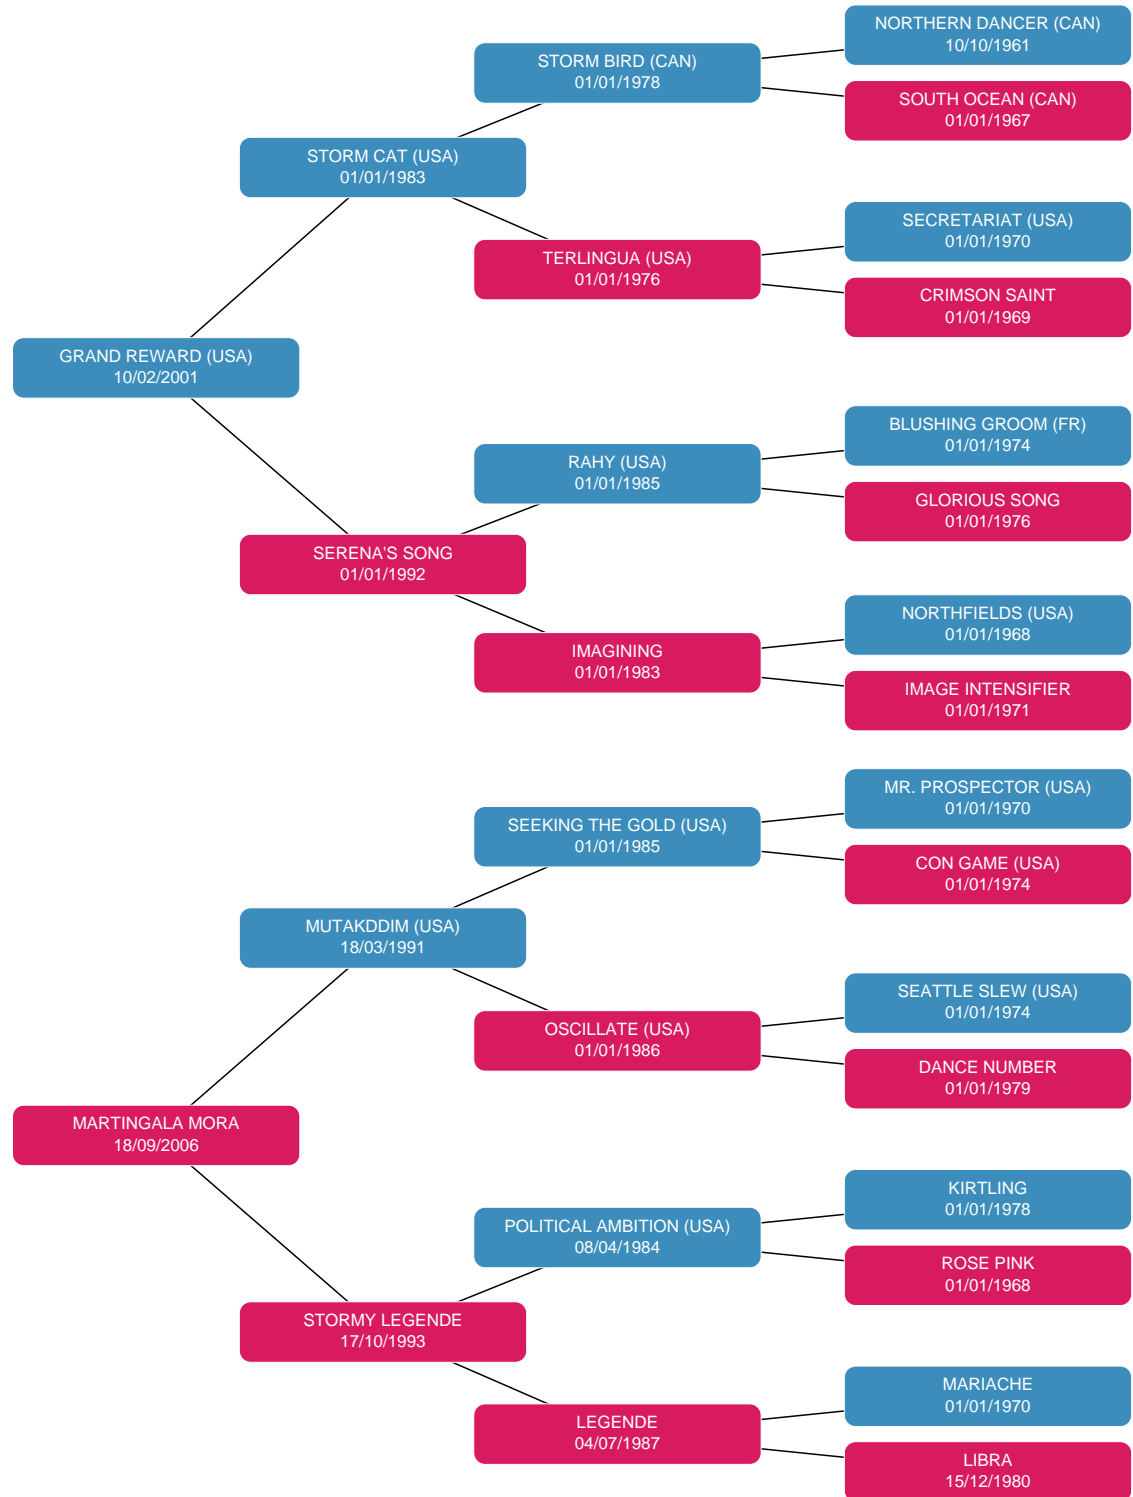 NORTHERN DANCER (CAN)
10/10/1961
STORM BIRD (CAN)
01/01/1978
SOUTH OCEAN (CAN)
01/01/1967
STORM CAT (USA)
01/01/1983
SECRETARIAT (USA)
01/01/1970
TERLINGUA (USA)
01/01/1976
CRIMSON SAINT
01/01/1969
GRAND REWARD (USA)
10/02/2001
BLUSHING GROOM (FR)
01/01/1974
RAHY (USA)
01/01/1985
GLORIOUS SONG
01/01/1976
SERENA'S SONG
01/01/1992
NORTHFIELDS (USA)
01/01/1968
IMAGINING
01/01/1983
IMAGE INTENSIFIER
01/01/1971
MR. PROSPECTOR (USA)
01/01/1970
SEEKING THE GOLD (USA)
01/01/1985
CON GAME (USA)
01/01/1974
MUTAKDDIM (USA)
18/03/1991
SEATTLE SLEW (USA)
01/01/1974
OSCILLATE (USA)
01/01/1986
DANCE NUMBER
01/01/1979
MARTINGALA MORA
18/09/2006
KIRTLING
01/01/1978
POLITICAL AMBITION (USA)
08/04/1984
ROSE PINK
01/01/1968
STORMY LEGENDE
17/10/1993
MARIACHE
01/01/1970
LEGENDE
04/07/1987
LIBRA
15/12/1980